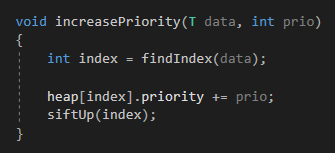 void increasePriority(T data, int prio)
{
    int index = findIndex(data);

    heap[index].priority += prio;
    siftUp(index);
}